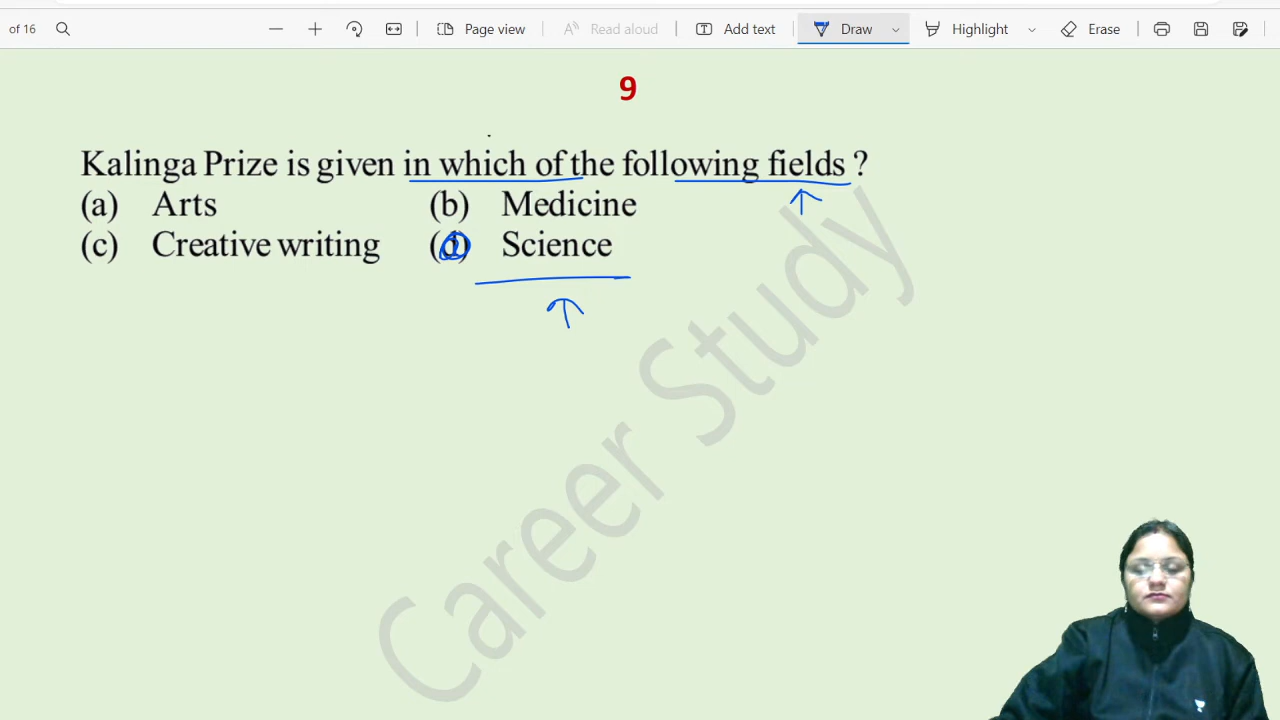 of 16 Page view Read aloud Add text Draw Highlight Erase
9
Kalinga Prize is given in which of the following fields ?
(a) Arts (b) Medicine
(c) Creative writing (d) Science
Career Study